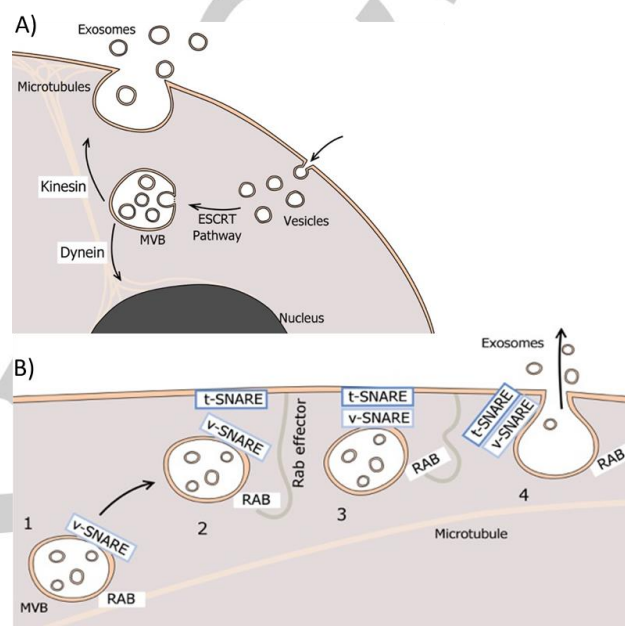 A)
Exosomes
Microtubules
Kinesin
ESCRT
Pathway
Vesicles
MVB
Dynein
Nucleus
B)
Exosomes
t-SNARE
t-SNARE
t-SNARE
v-SNARE
v-SNARE
v-SNARE
Rab effector
RAB
RAB
RAB
1
2
3
4
v-SNARE
Microtubule
MVB
RAB